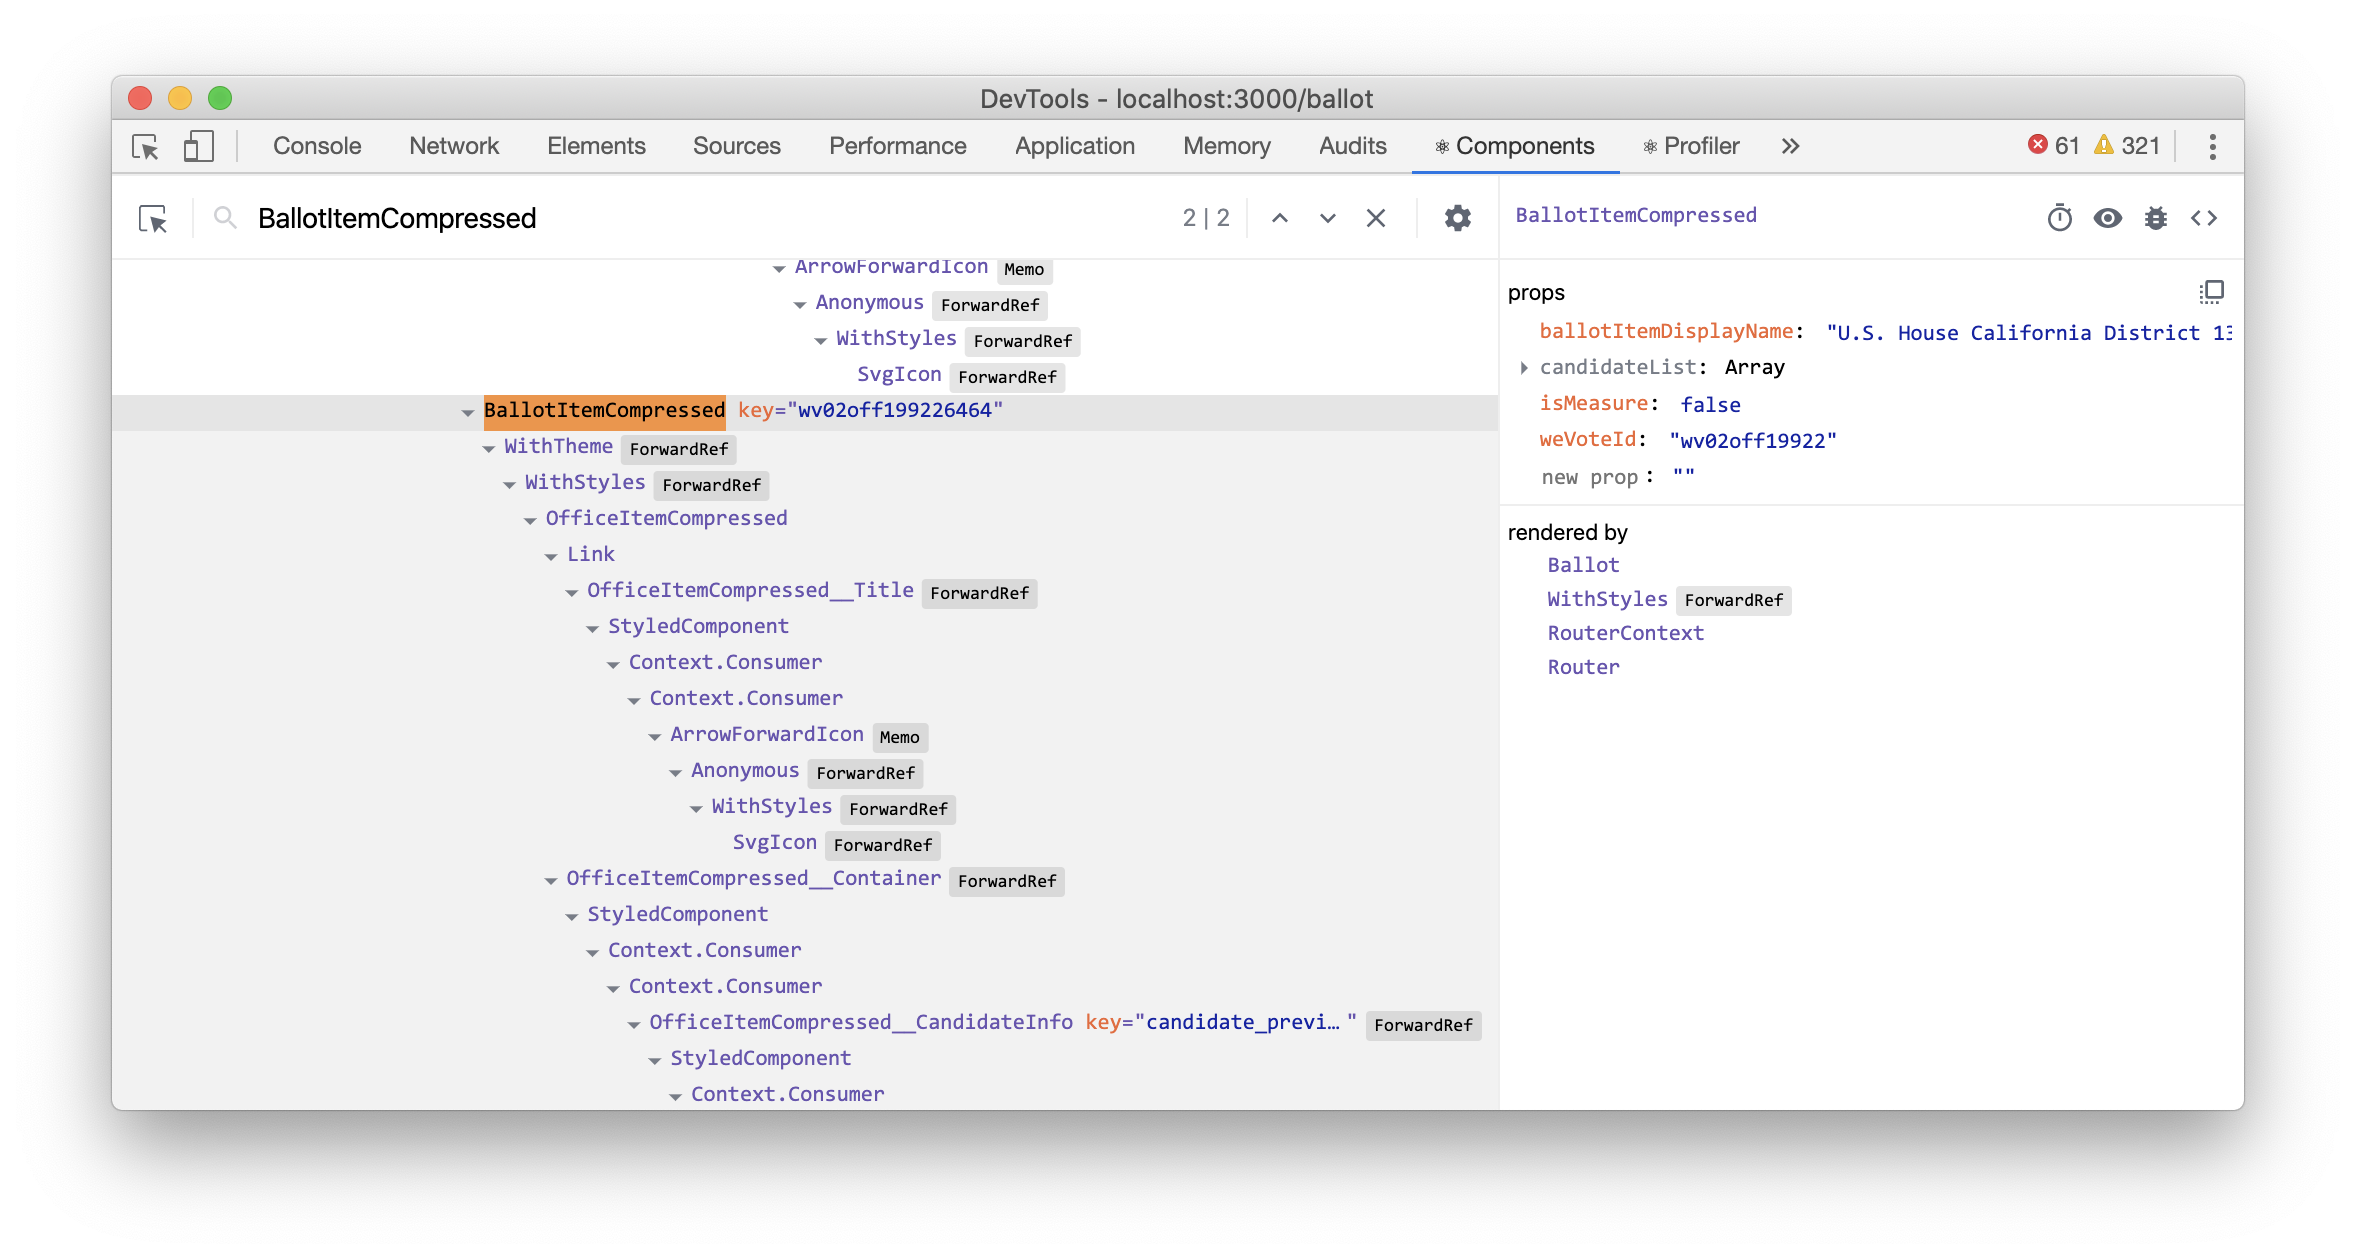 DevTools - localhost:3000/ballot
Console Network Elements Sources Performance Application Memory Audits Components Profiler 61 321
BallotItemCompressed 2 | 2
ArrowForwardIcon Memo
Anonymous ForwardRef
WithStyles ForwardRef
SvgIcon ForwardRef
BallotItemCompressed key="wv02off199226464"
WithTheme ForwardRef
WithStyles ForwardRef
OfficeItemCompressed
Link
OfficeItemCompressed__Title ForwardRef
StyledComponent
Context.Consumer
Context.Consumer
ArrowForwardIcon Memo
Anonymous ForwardRef
WithStyles ForwardRef
SvgIcon ForwardRef
OfficeItemCompressed__Container ForwardRef
StyledComponent
Context.Consumer
Context.Consumer
OfficeItemCompressed__CandidateInfo key="candidate_previ… " ForwardRef
StyledComponent
Context.Consumer
BallotItemCompressed
props
ballotItemDisplayName: "U.S. House California District 13
candidateList: Array
isMeasure: false
weVoteId: "wv02off19922"
new prop: ""
rendered by
Ballot
WithStyles ForwardRef
RouterContext
Router